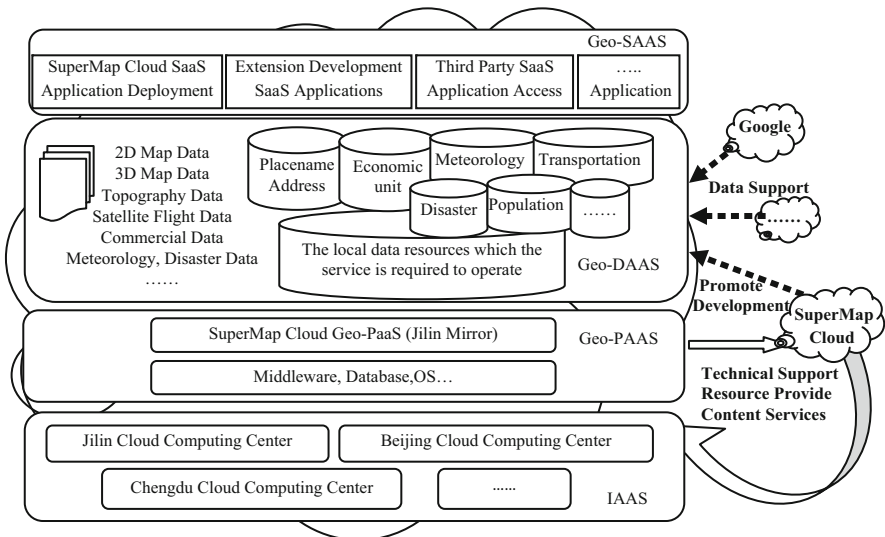 Geo-SAAS
SuperMap Cloud SaaS
Application Deployment
Extension Development
SaaS Applications
Third Party SaaS
Application Access
…..
Application
2D Map Data
3D Map Data
Topography Data
Satellite Flight Data
Commercial Data
Meteorology, Disaster Data
……
Placename
Address
Economic
unit
Meteorology
Transportation
Disaster
Population
……
The local data resources which the
service is required to operate
Geo-DAAS
Google
Data Support
……
Promote
Development
SuperMap
Cloud
SuperMap Cloud Geo-PaaS (Jilin Mirror)
Geo-PAAS
Middleware, Database,OS…
Technical Support
Resource Provide
Content Services
Jilin Cloud Computing Center
Beijing Cloud Computing Center
Chengdu Cloud Computing Center
……
IAAS